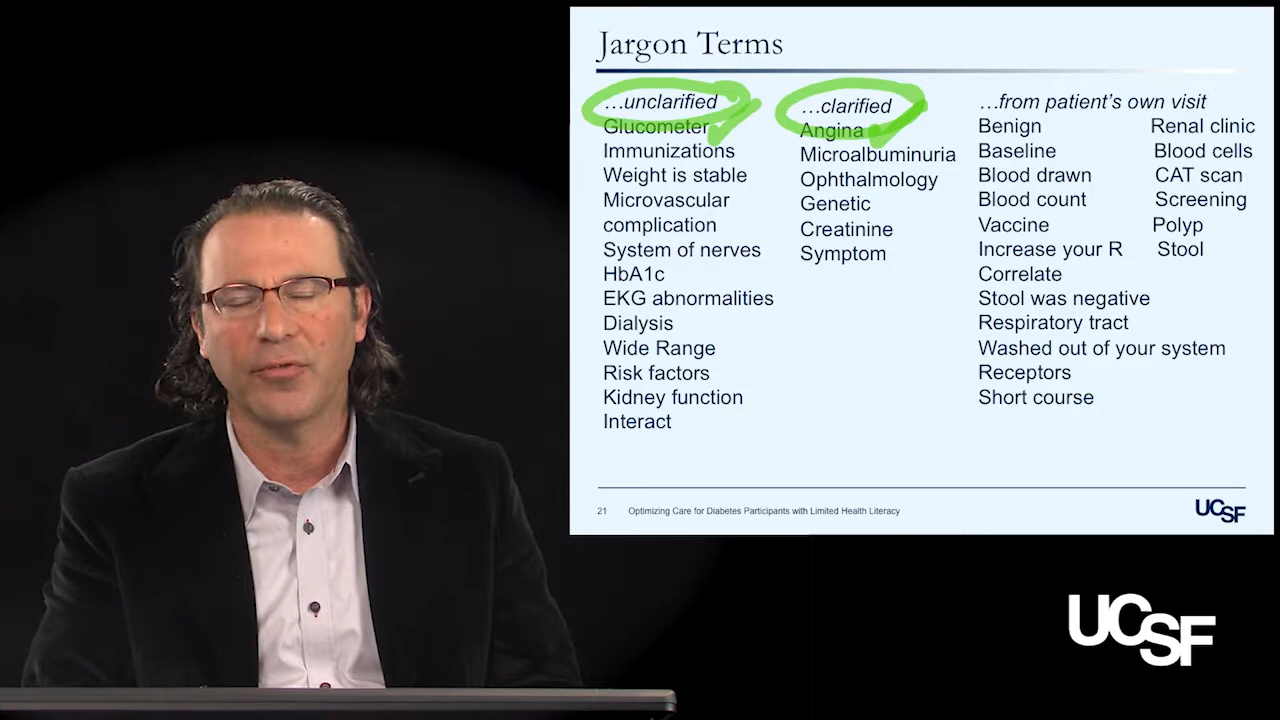 Jargon Terms
...unclarified
Glucometer
Immunizations
Weight is stable
Microvascular
complication
System of nerves
HbA1c
EKG abnormalities
Dialysis
Wide Range
Risk factors
Kidney function
Interact
...clarified
Angina
Microalbuminuria
Ophthalmology
Genetic
Creatinine
Symptom
...from patient's own visit
Benign
Baseline
Blood drawn
Blood count
Vaccine
Increase your R
Correlate
Stool was negative
Respiratory tract
Washed out of your system
Receptors
Short course
Renal clinic
Blood cells
CAT scan
Screening
Polyp
Stool
21 Optimizing Care for Diabetes Participants with Limited Health Literacy
UCSF
UCSF